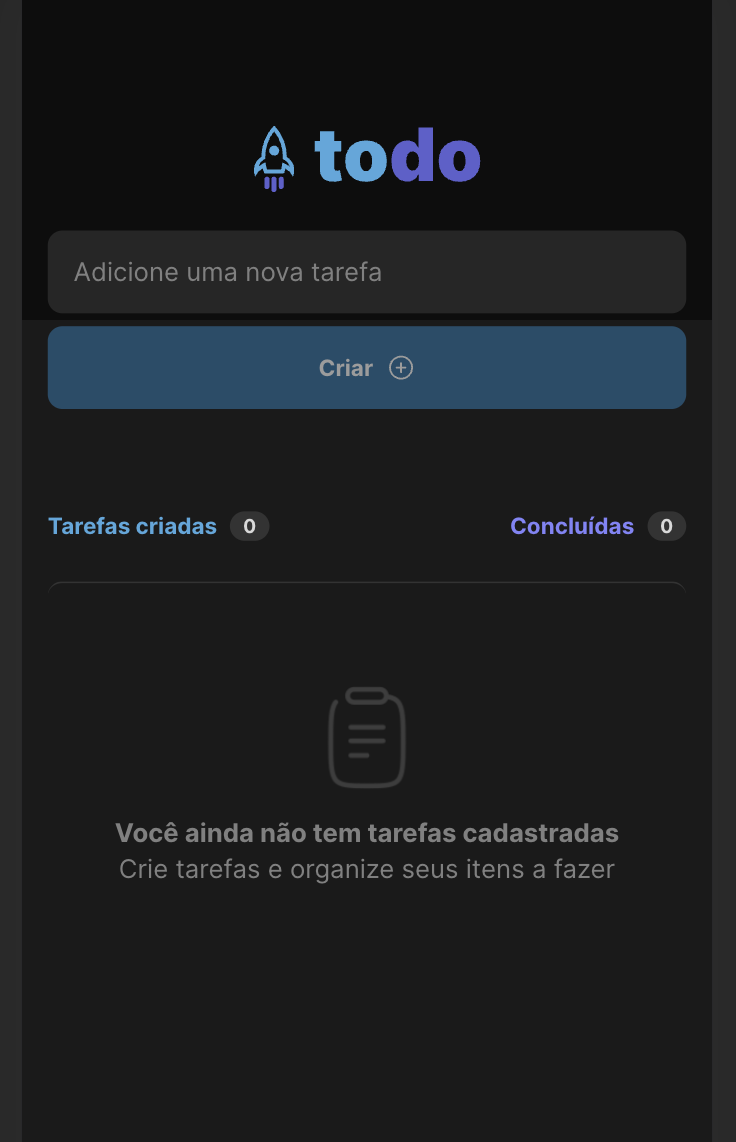 todo
Adicione uma nova tarefa
Criar
Tarefas criadas 0
Concluídas 0
Você ainda não tem tarefas cadastradas
Crie tarefas e organize seus itens a fazer